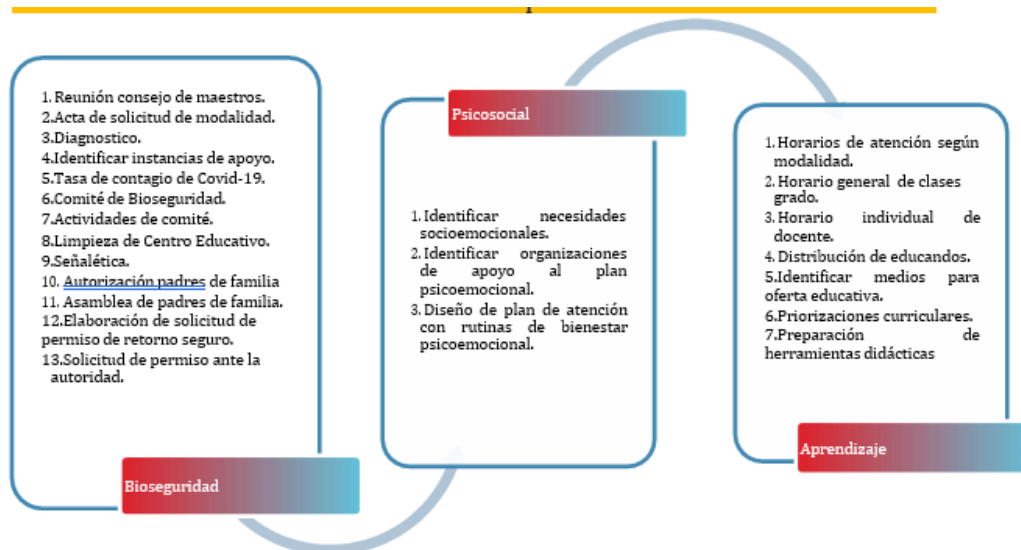 1. Reunión consejo de maestros.
2.Acta de solicitud de modalidad.
3.Diagnostico.
4.Identificar instancias de apoyo.
5.Tasa de contagio de Covid-19.
6.Comité de Bioseguridad.
7.Actividades de comité.
8.Limpieza de Centro Educativo.
9.Señalética.
10. Autorización padres de familia
11. Asamblea de padres de familia.
12.Elaboración de solicitud de
permiso de retorno seguro.
13.Solicitud de permiso ante la
autoridad.
Bioseguridad
Psicosocial
1. Identificar necesidades
socioemocionales.
2. Identificar organizaciones
de apoyo al plan
psicoemocional.
3. Diseño de plan de atención
con rutinas de bienestar
psicoemocional.
1. Horarios de atención según
modalidad.
2. Horario general de clases
grado.
3. Horario individual de
docente.
4. Distribución de educandos.
5.Identificar medios para
oferta educativa.
6.Priorizaciones curriculares.
7.Preparación de
herramientas didácticas
Aprendizaje